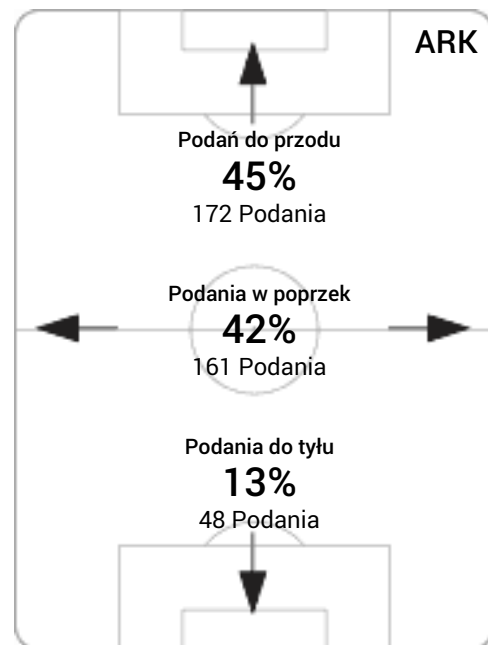 ARK
Podań do przodu
45%
172 Podania
Podania w poprzek
42%
161 Podania
Podania do tyłu
13%
48 Podania